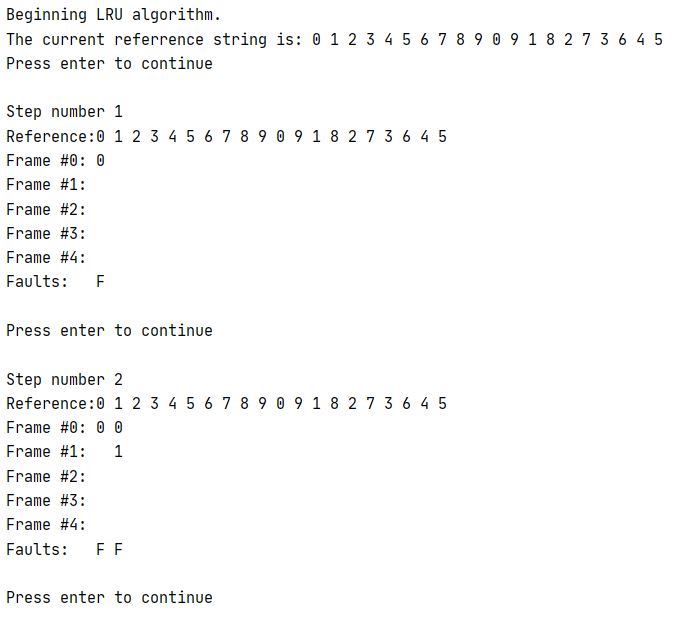 Beginning LRU algorithm.
The current referrence string is: 0 1 2 3 4 5 6 7 8 9 0 9 1 8 2 7 3 6 4 5
Press enter to continue
Step number 1
Reference:0 1 2 3 4 5 6 7 8 9 0 9 1 8 2 7 3 6 4 5
Frame #0: 0
Frame #1:
Frame #2:
Frame #3:
Frame #4:
Faults:   F
Press enter to continue
Step number 2
Reference:0 1 2 3 4 5 6 7 8 9 0 9 1 8 2 7 3 6 4 5
Frame #0: 0 0
Frame #1:   1
Frame #2:
Frame #3:
Frame #4:
Faults:   F F
Press enter to continue